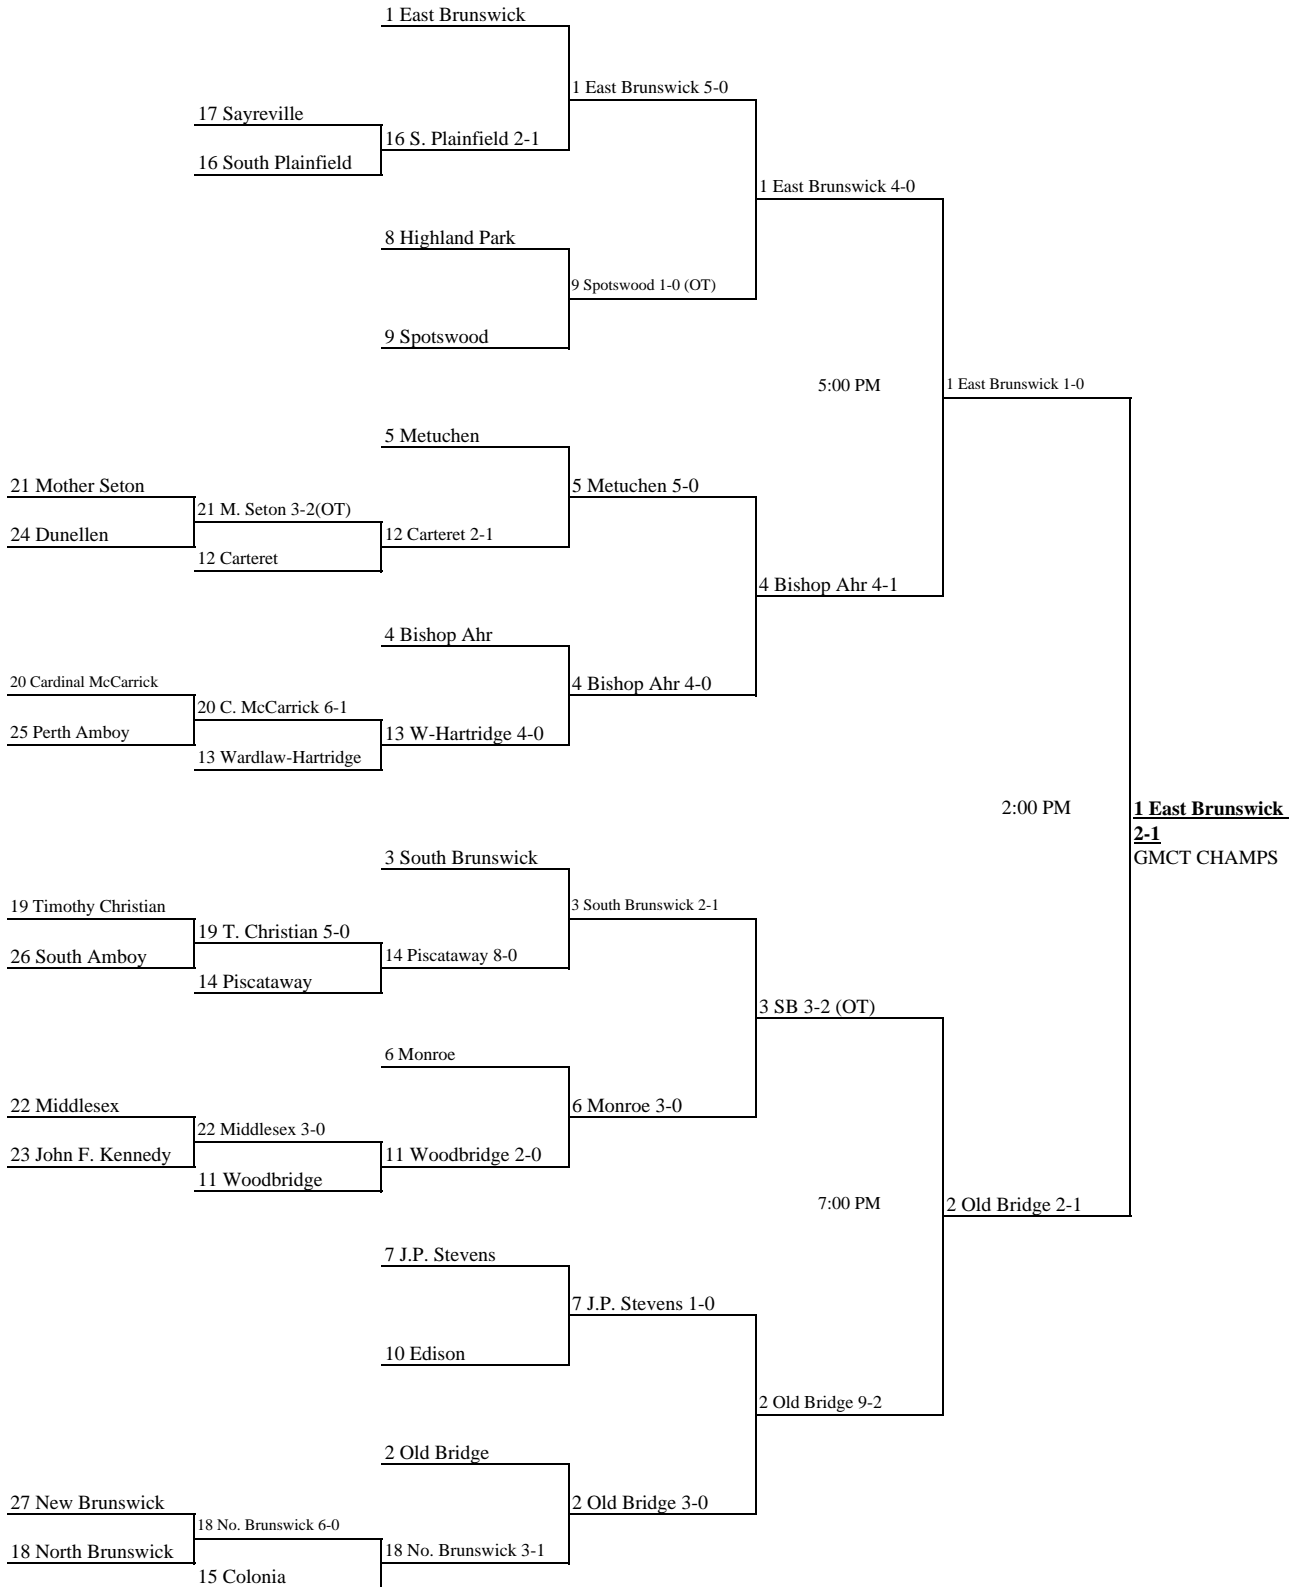 1 East Brunswick
1 East Brunswick 5-0
17 Sayreville
16 S. Plainfield 2-1
16 South Plainfield
1 East Brunswick 4-0
8 Highland Park
9 Spotswood 1-0 (OT)
9 Spotswood
5:00 PM
1 East Brunswick 1-0
5 Metuchen
21 Mother Seton
5 Metuchen 5-0
21 M. Seton 3-2(OT)
24 Dunellen
12 Carteret 2-1
12 Carteret
4 Bishop Ahr 4-1
4 Bishop Ahr
20 Cardinal McCarrick
4 Bishop Ahr 4-0
20 C. McCarrick 6-1
25 Perth Amboy
13 W-Hartridge 4-0
13 Wardlaw-Hartridge
2:00 PM
1 East Brunswick
2-1
GMCT CHAMPS
3 South Brunswick
19 Timothy Christian
3 South Brunswick 2-1
19 T. Christian 5-0
26 South Amboy
14 Piscataway 8-0
14 Piscataway
3 SB 3-2 (OT)
6 Monroe
22 Middlesex
6 Monroe 3-0
22 Middlesex 3-0
23 John F. Kennedy
11 Woodbridge 2-0
11 Woodbridge
7:00 PM
2 Old Bridge 2-1
7 J.P. Stevens
7 J.P. Stevens 1-0
10 Edison
2 Old Bridge 9-2
2 Old Bridge
27 New Brunswick
2 Old Bridge 3-0
18 No. Brunswick 6-0
18 North Brunswick
18 No. Brunswick 3-1
15 Colonia